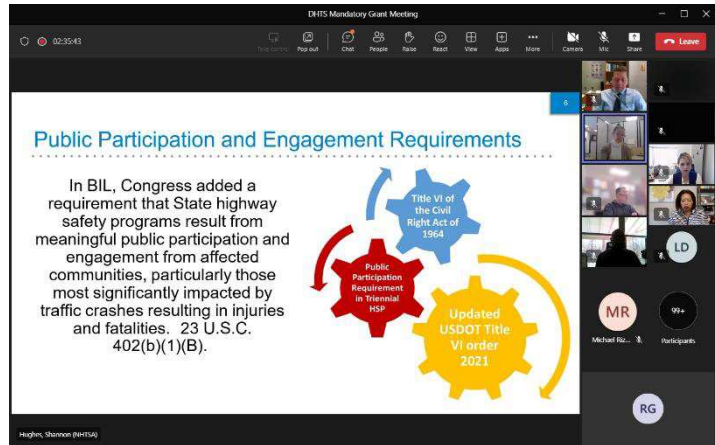 DHTS Mandatory Grant Meeting
02:35:43
Take control
Pop out
Chat
People
Raise
React
View
Apps
More
Camera
Mic
Share
Leave
6
Public Participation and Engagement Requirements
In BIL, Congress added a
requirement that State highway
safety programs result from
meaningful public participation and
engagement from affected
communities, particularly those
most significantly impacted by
traffic crashes resulting in injuries
and fatalities. 23 U.S.C.
402(b)(1)(B).
Title VI of
the Civil
Right Act of
1964
Public
Participation
Requirement
in Triennial
HSP
Updated
USDOT Title
VI order
2021
LD
MR
Michael Riz...
99+
Participants
RG
Hughes, Shannon (NHTSA)